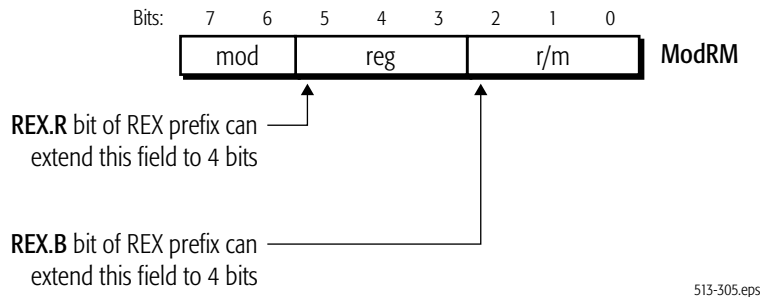 Bits: 7 6 5 4 3 2 1 0
mod reg r/m ModRM
REX.R bit of REX prefix can
extend this field to 4 bits
REX.B bit of REX prefix can
extend this field to 4 bits
513-305.eps